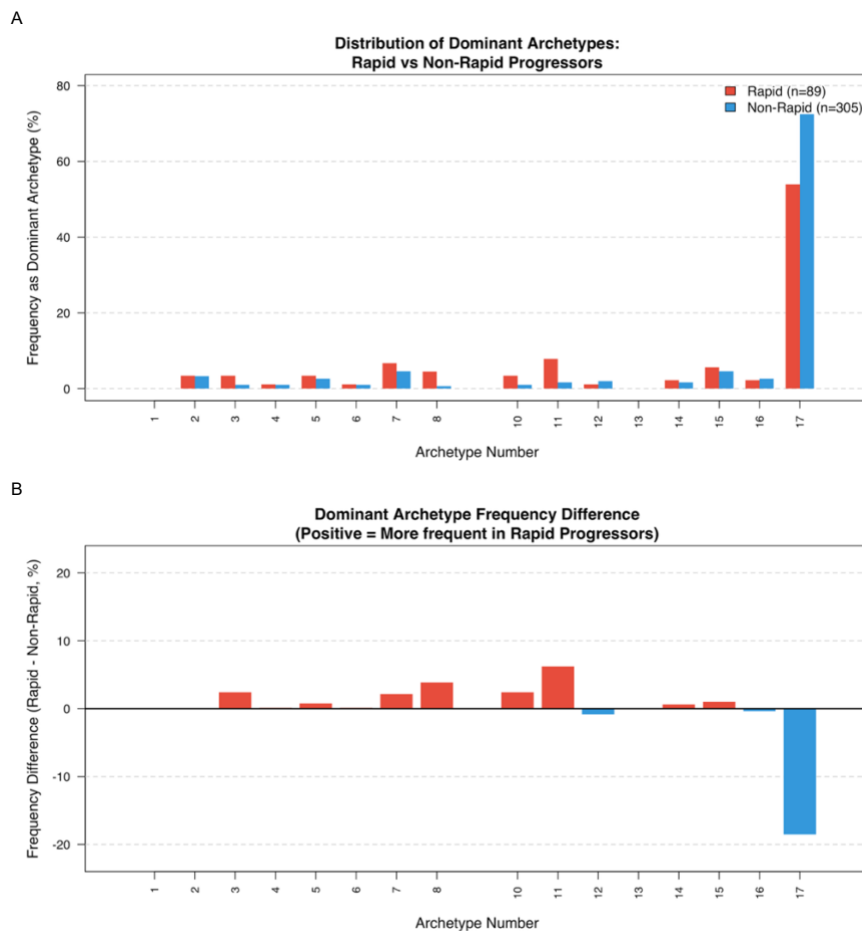 A
Distribution of Dominant Archetypes:
Rapid vs Non-Rapid Progressors
Rapid (n=89)
Non-Rapid (n=305)
Frequency as Dominant Archetype (%)
80
60
40
20
0
1 2 3 4 5 6 7 8 10 11 12 13 14 15 16 17
Archetype Number
B
Dominant Archetype Frequency Difference
(Positive = More frequent in Rapid Progressors)
Frequency Difference (Rapid - Non-Rapid, %)
20
10
0
-10
-20
1 2 3 4 5 6 7 8 10 11 12 13 14 15 16 17
Archetype Number